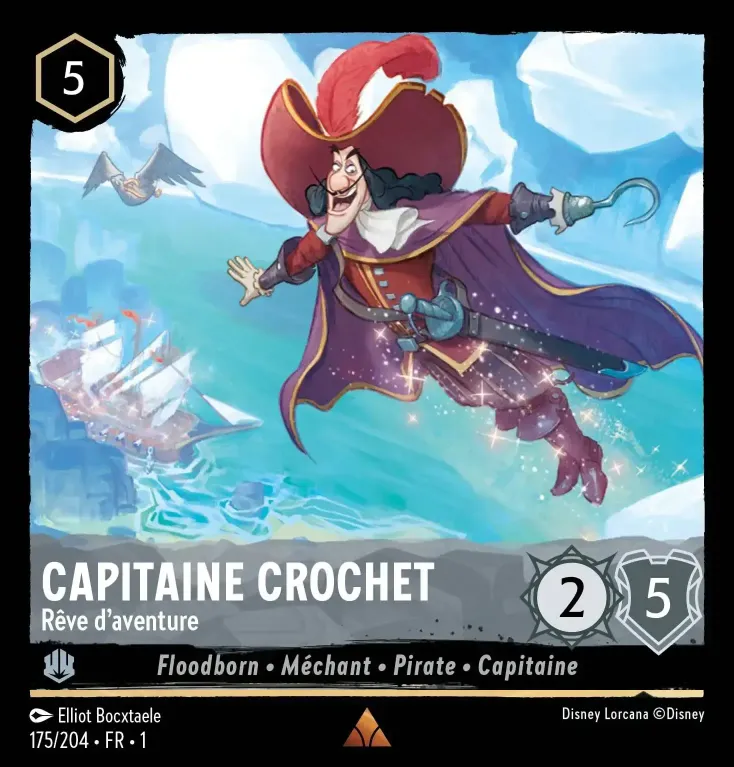 5
CAPITAINE CROCHET
Rêve d'aventure
2
5
Floodborn • Méchant • Pirate • Capitaine
Elliot Bocxtaele
Disney Lorcana ©Disney
175/204 • FR • 1